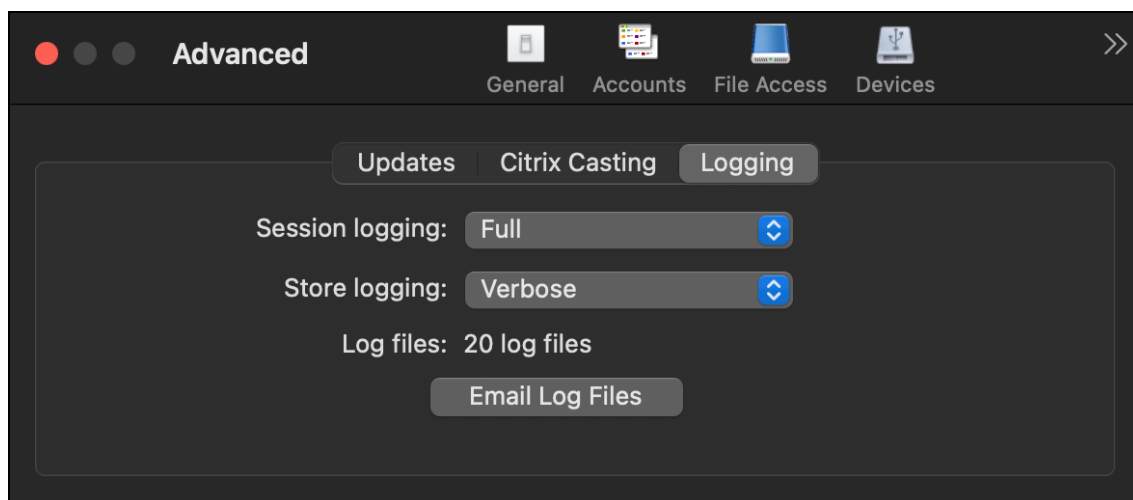 Advanced
General Accounts File Access Devices
Updates Citrix Casting Logging
Session logging: Full
Store logging: Verbose
Log files: 20 log files
Email Log Files